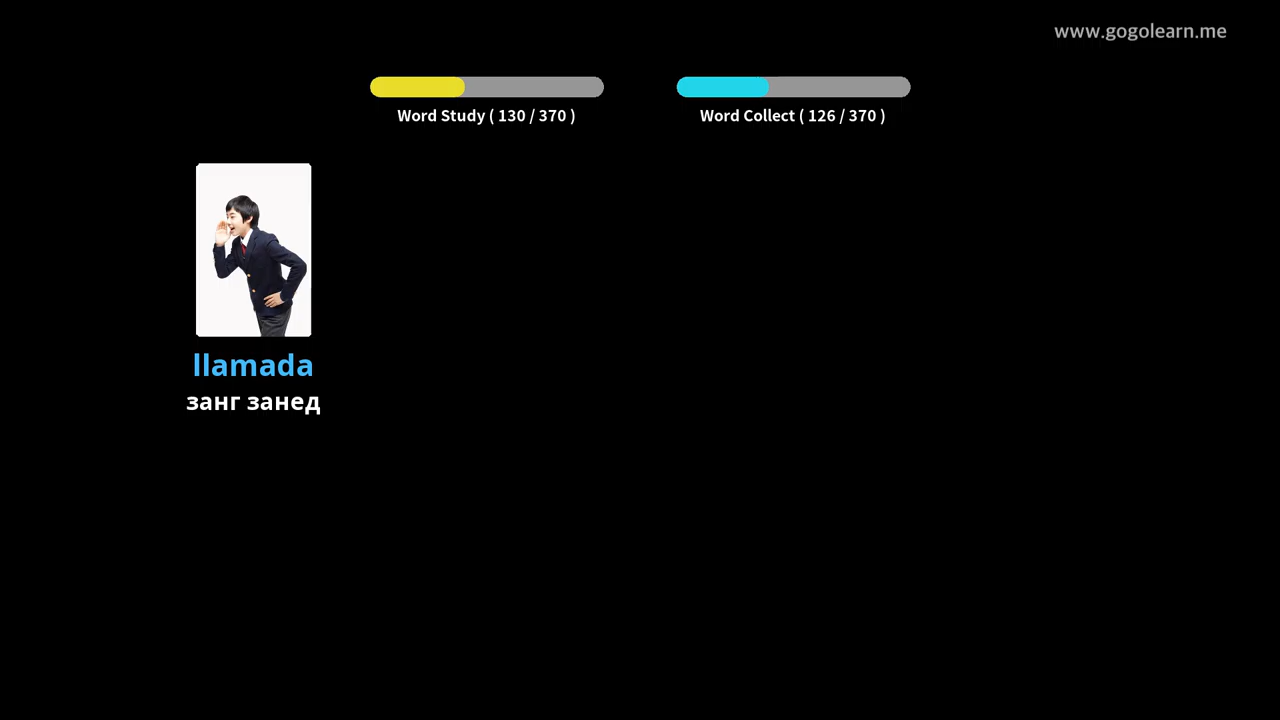 www.gogolearn.me
Word Study ( 130 / 370 )
Word Collect ( 126 / 370 )
llamada
занг занед